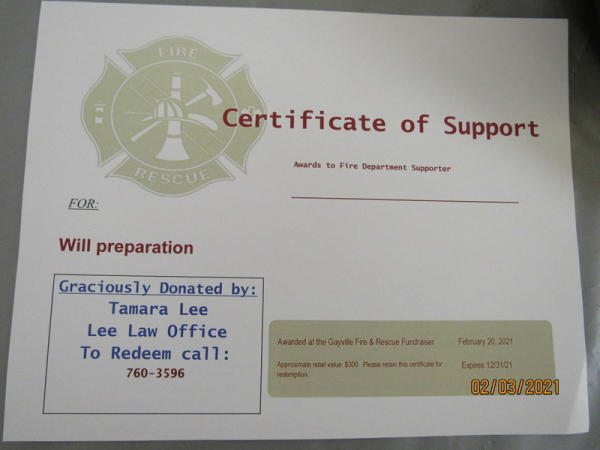 FIRE
RESCUE
Certificate of Support
Awards to Fire Department Supporter
FOR:
Will preparation
Graciously Donated by:
Tamara Lee
Lee Law Office
To Redeem call:
760-3596
Awarded at the Gayville Fire & Rescue Fundraiser February 20, 2021
Approximate retail value: $300. Please retain this certificate for Expires 12/31/21
redemption.
02/03/2021